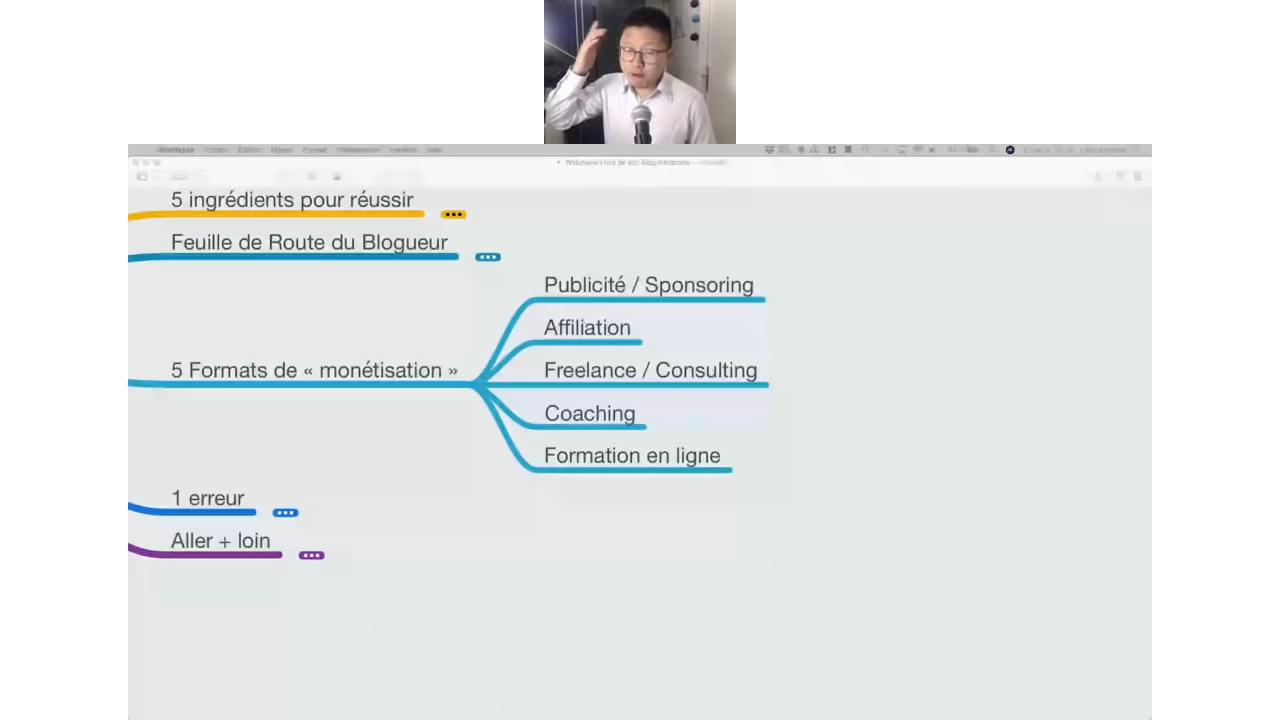 5 ingrédients pour réussir
Feuille de Route du Blogueur
Publicité / Sponsoring
Affiliation
5 Formats de « monétisation »
Freelance / Consulting
Coaching
Formation en ligne
1 erreur
Aller + loin